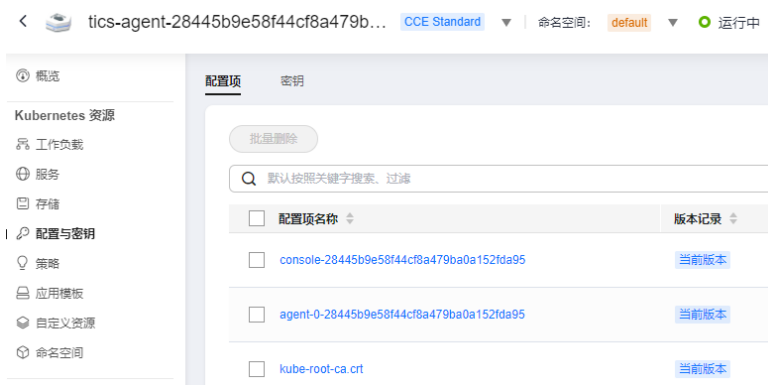 tics-agent-28445b9e58f44cf8a479b... CCE Standard 命名空间: default 运行中
概览
Kubernetes 资源
工作负载
服务
存储
配置与密钥
策略
应用模板
自定义资源
命名空间
配置项 密钥
批量删除
默认按照关键字搜索、过滤
配置项名称 版本记录
console-28445b9e58f44cf8a479ba0a152fda95 当前版本
agent-0-28445b9e58f44cf8a479ba0a152fda95 当前版本
kube-root-ca.crt 当前版本